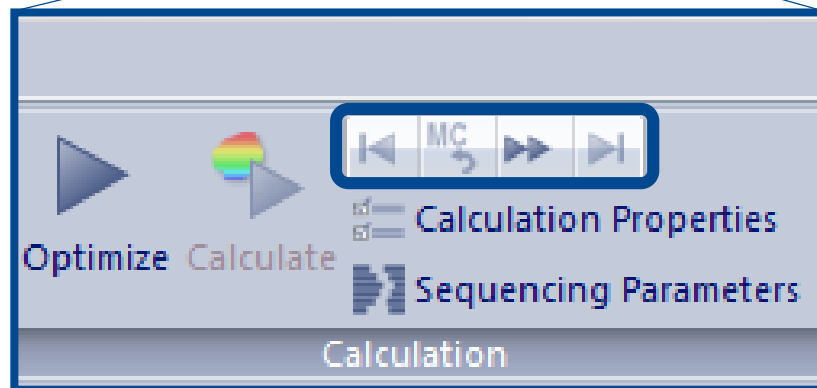 MC
Optimize
Calculate
Calculation Properties
Sequencing Parameters
Calculation